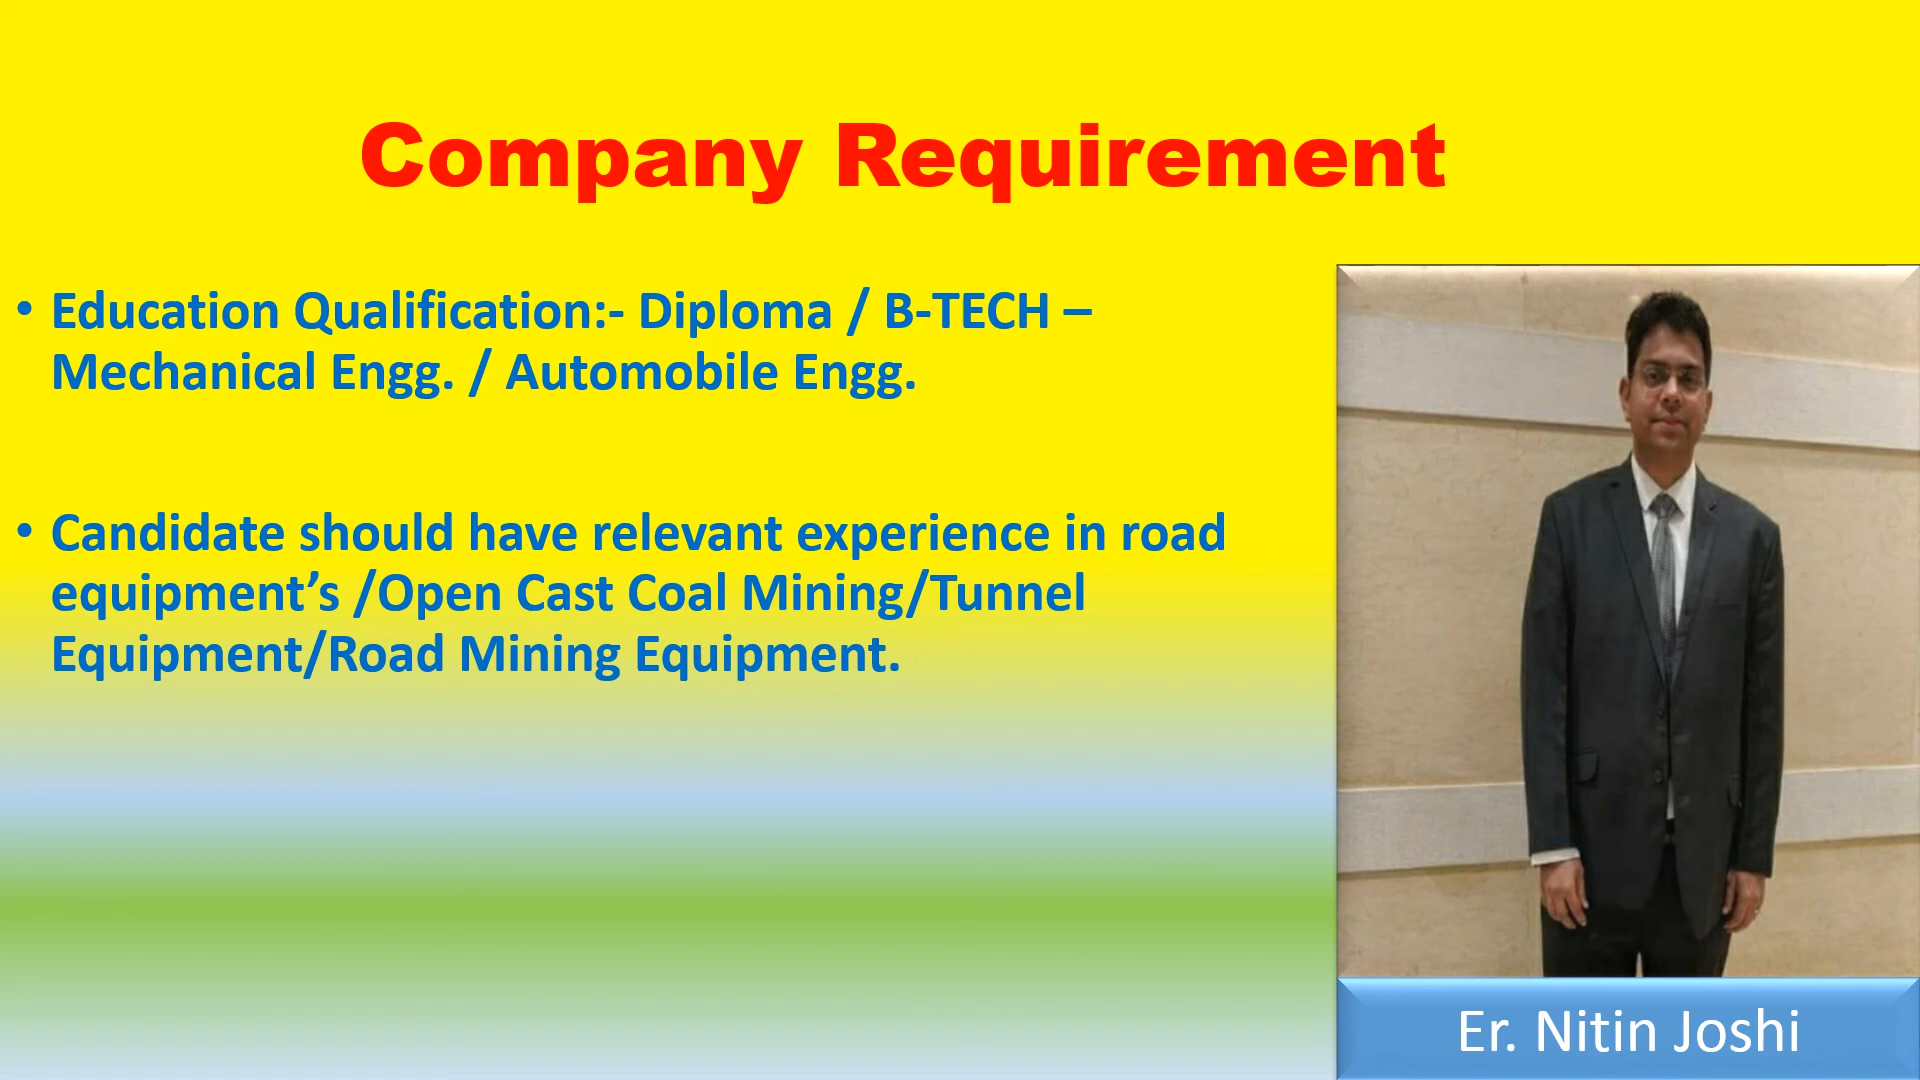 Company Requirement
• Education Qualification:- Diploma / B-TECH –
Mechanical Engg. / Automobile Engg.
• Candidate should have relevant experience in road
equipment’s /Open Cast Coal Mining/Tunnel
Equipment/Road Mining Equipment.
Er. Nitin Joshi